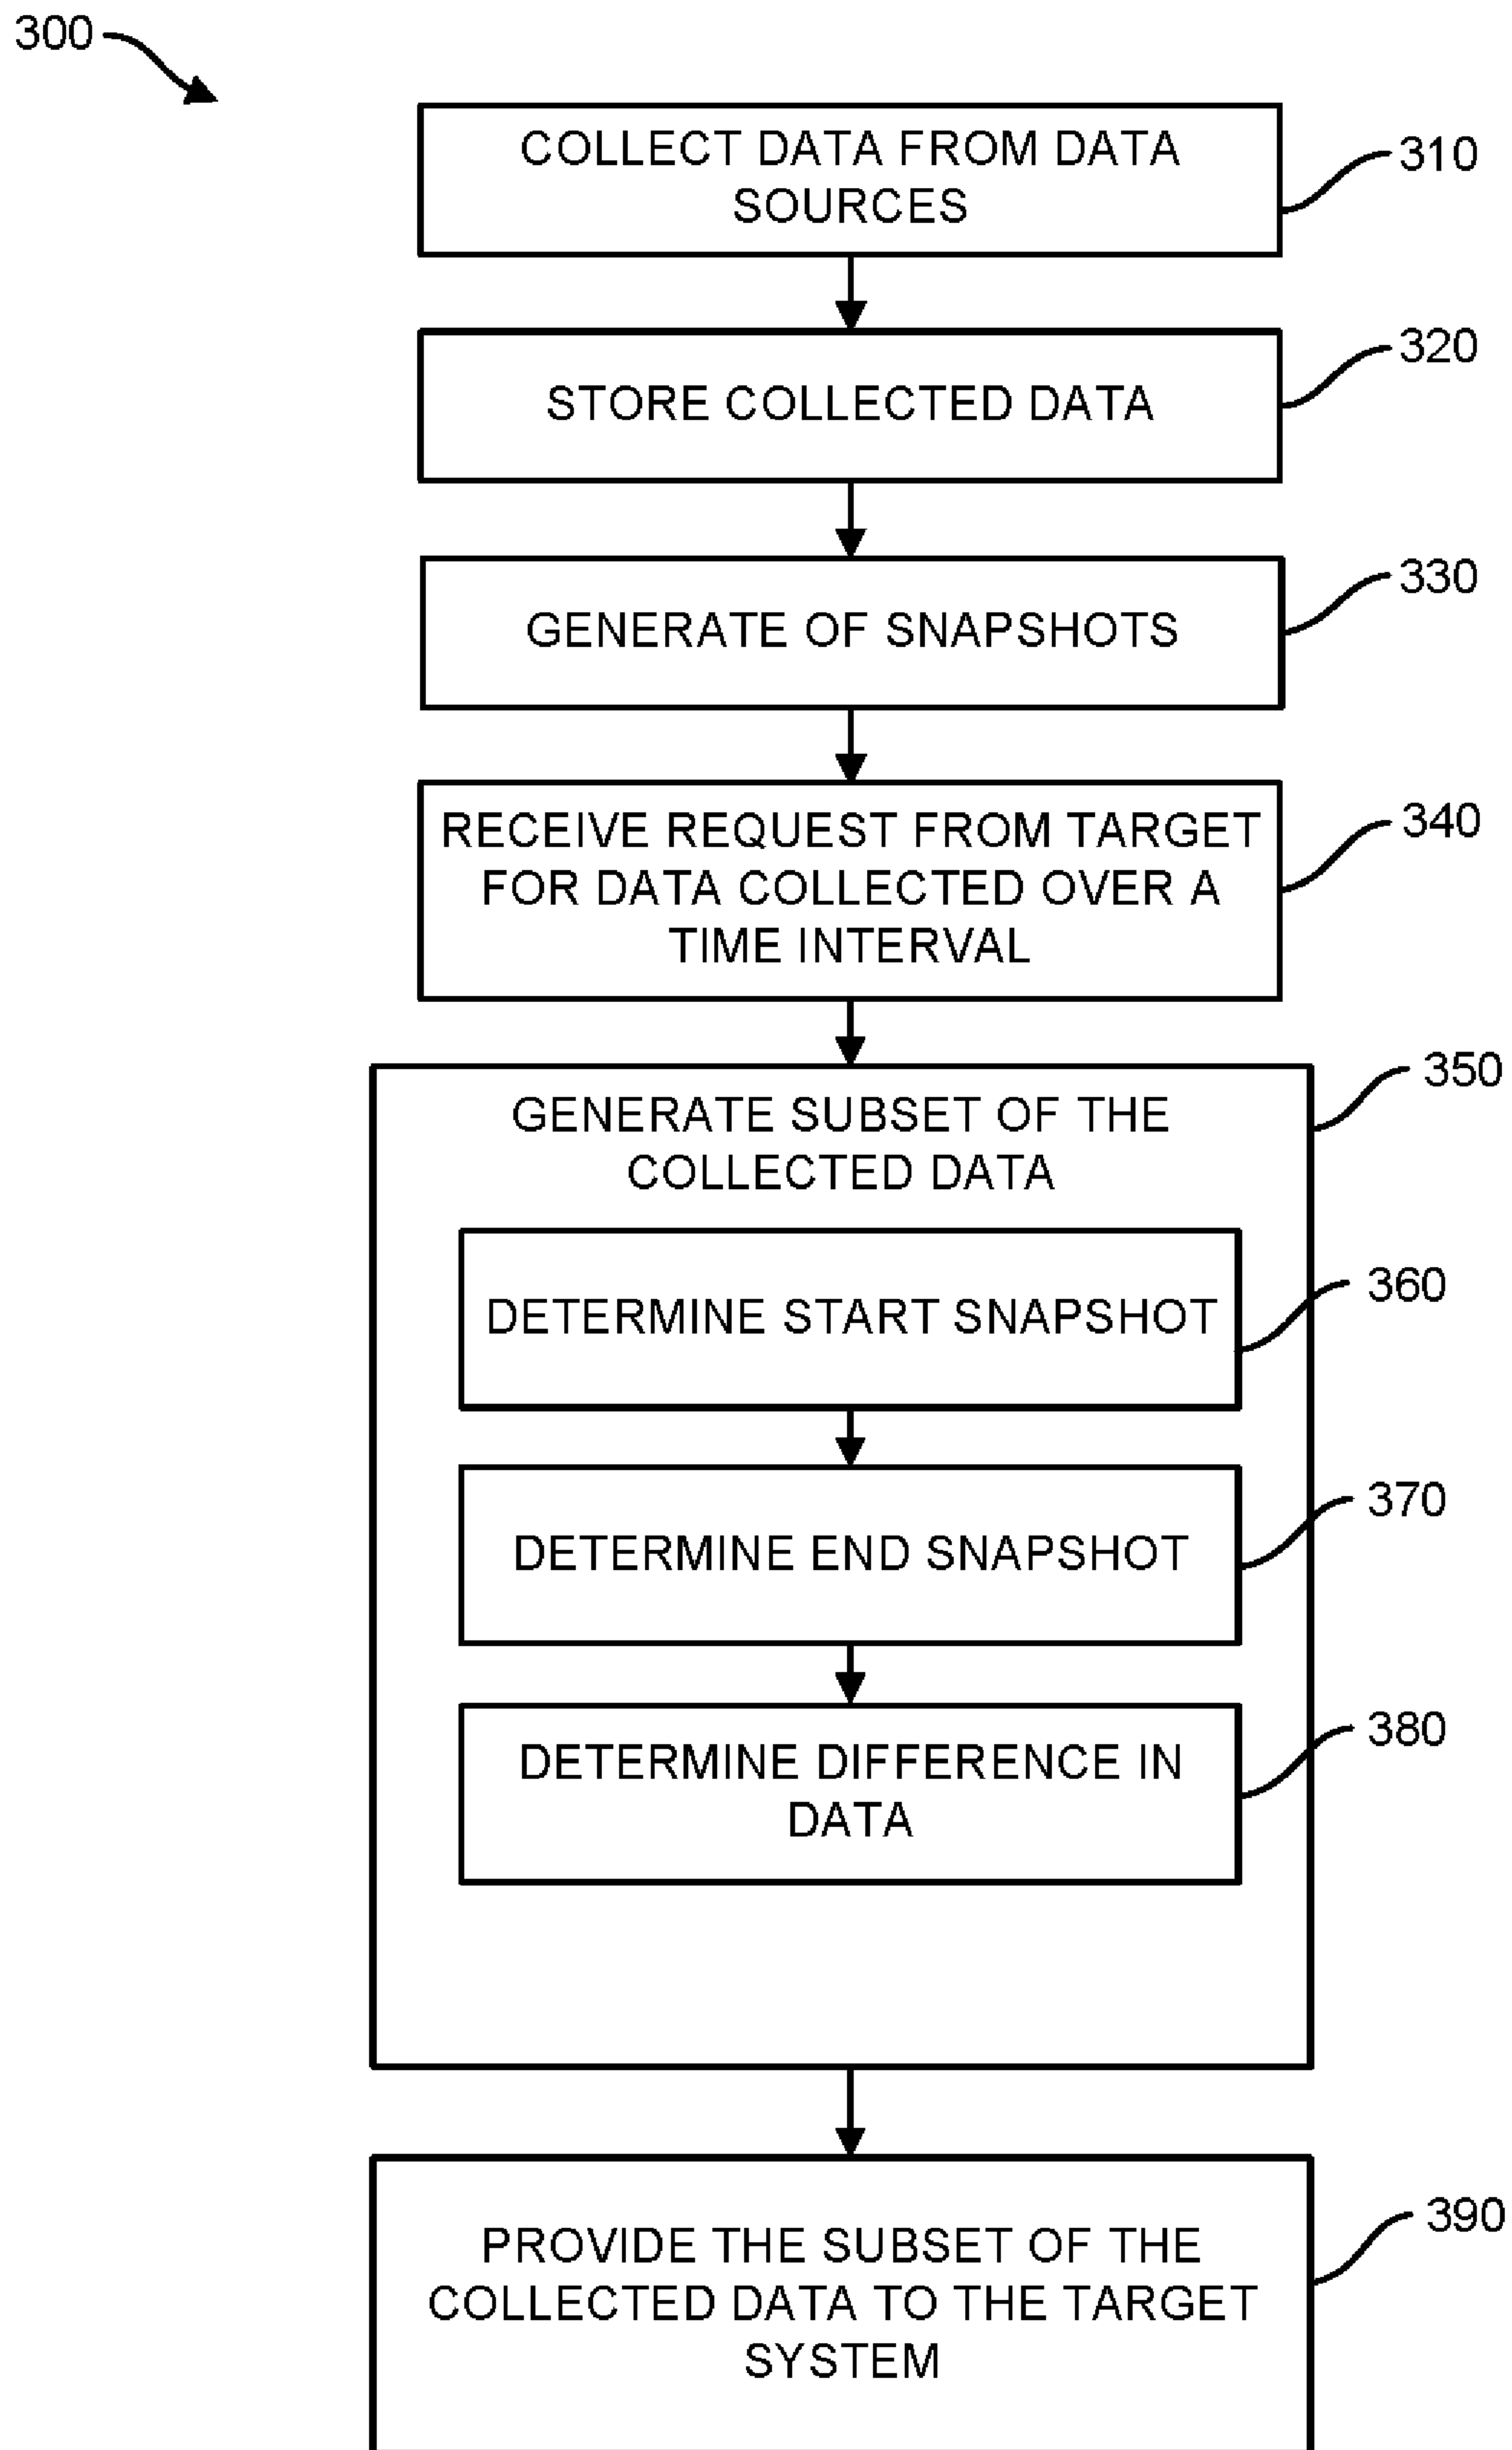 300
COLLECT DATA FROM DATA
SOURCES
310
STORE COLLECTED DATA
320
GENERATE OF SNAPSHOTS
330
RECEIVE REQUEST FROM TARGET
FOR DATA COLLECTED OVER A
TIME INTERVAL
340
GENERATE SUBSET OF THE
COLLECTED DATA
350
DETERMINE START SNAPSHOT
360
DETERMINE END SNAPSHOT
370
DETERMINE DIFFERENCE IN
DATA
380
PROVIDE THE SUBSET OF THE
COLLECTED DATA TO THE TARGET
SYSTEM
390